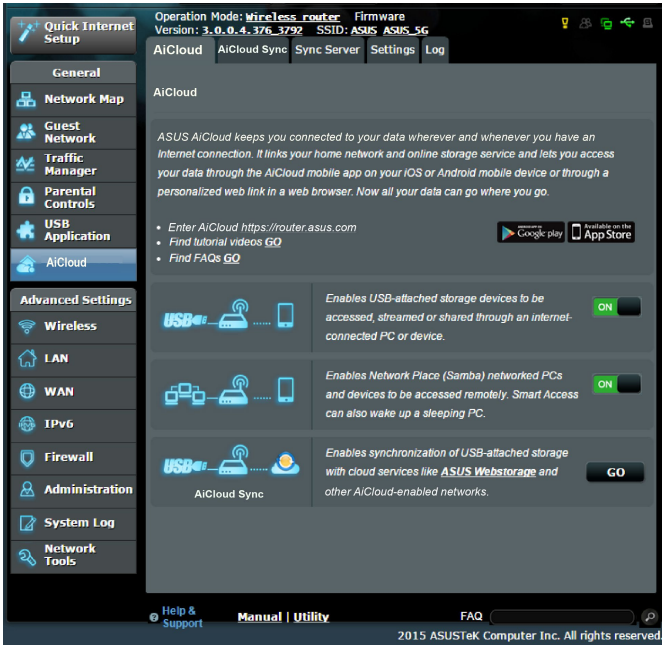 Quick Internet
Setup
Operation Mode: Wireless router Firmware
Version: 3.0.0.4.376_3792 SSID: ASUS ASUS_5G
AiCloud
AiCloud Sync
Sync Server
Settings
Log
General
Network Map
Guest
Network
Traffic
Manager
Parental
Controls
USB
Application
AiCloud
Advanced Settings
Wireless
LAN
WAN
IPv6
Firewall
Administration
System Log
Network
Tools
AiCloud
ASUS AiCloud keeps you connected to your data wherever and whenever you have an
Internet connection. It links your home network and online storage service and lets you access
your data through the AiCloud mobile app on your iOS or Android mobile device or through a
personalized web link in a web browser. Now all your data can go where you go.
• Enter AiCloud https://router.asus.com
• Find tutorial videos GO
• Find FAQs GO
Google play
Available on the
App Store
USB
Enables USB-attached storage devices to be
accessed, streamed or shared through an internet-
connected PC or device.
ON
Enables Network Place (Samba) networked PCs
and devices to be accessed remotely. Smart Access
can also wake up a sleeping PC.
ON
USB
AiCloud Sync
Enables synchronization of USB-attached storage
with cloud services like ASUS Webstorage and
other AiCloud-enabled networks.
GO
Help &
Support
Manual | Utility
FAQ
2015 ASUSTeK Computer Inc. All rights reserved.